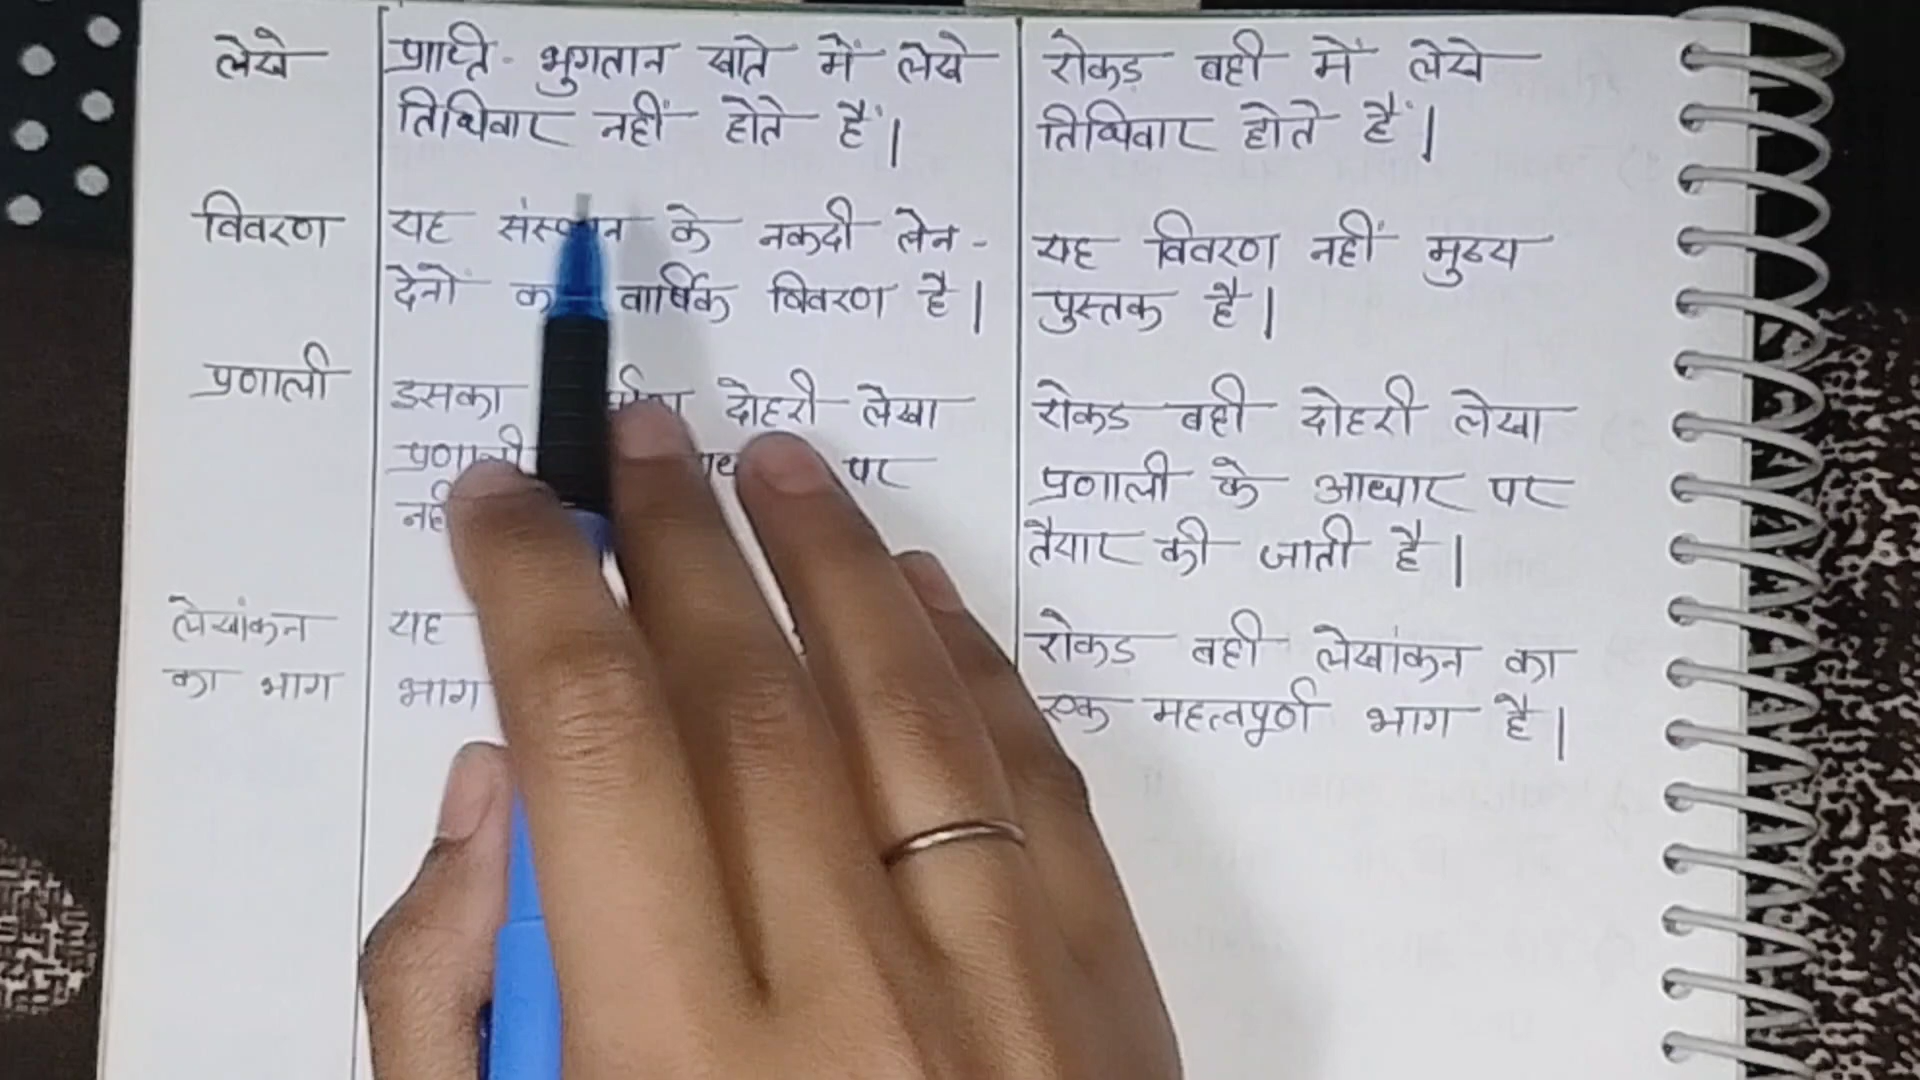 लेखे
प्राप्ति - भुगतान खाते में लेखे
तिथिवार नहीं होते हैं।
रोकड बही में लेखे
तिथिवार होते हैं।
विवरण
यह के नकदी लेन -
देनों वार्षिक विवरण है।
यह विवरण नहीं मुख्य
पुस्तक है।
प्रणाली
इसका दोहरी लेखा
प्रणाली पर
रोकड बही दोहरी लेखा
प्रणाली के आधार पर
तैयार की जाती है।
लेखांकन
का भाग
यह
भाग
रोकड बही लेखांकन का
एक महत्वपूर्ण भाग है।